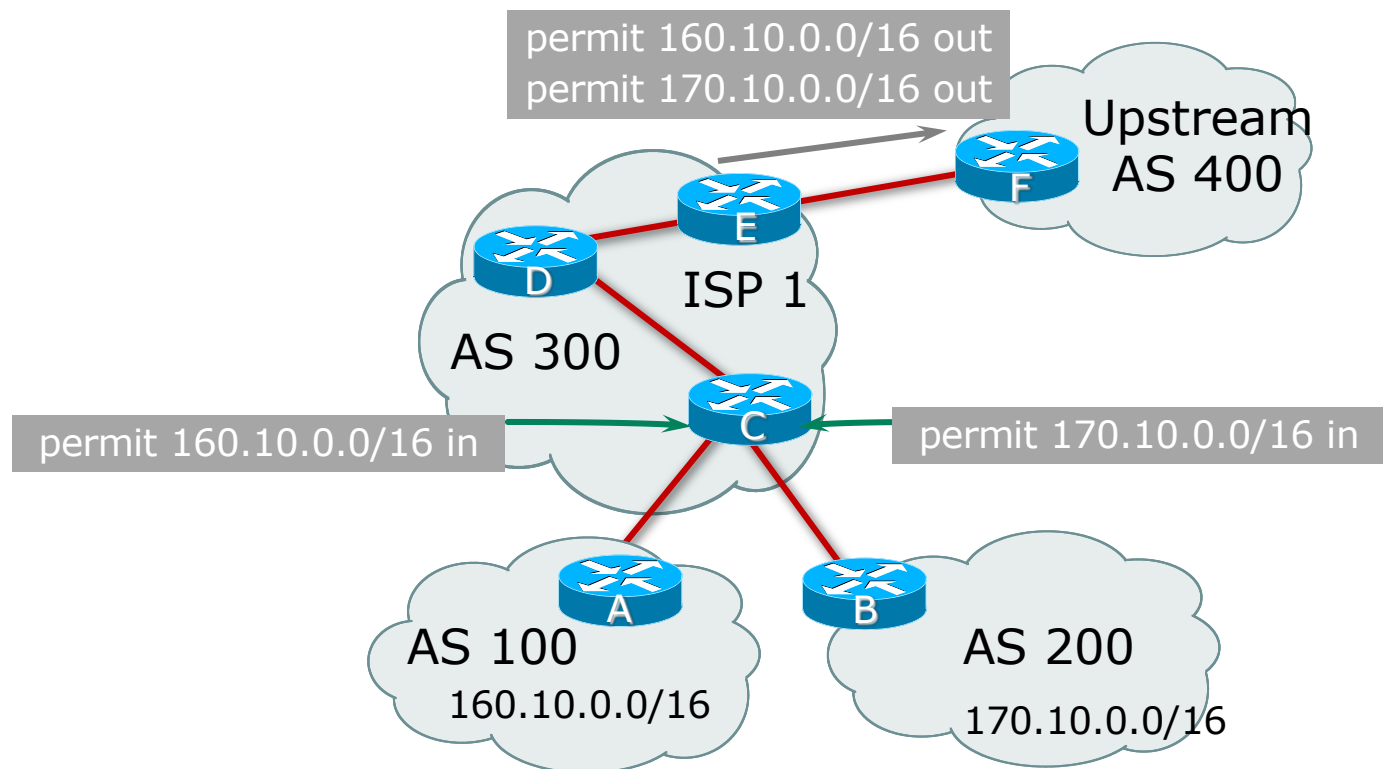 permit 160.10.0.0/16 out
permit 170.10.0.0/16 out
Upstream
AS 400
F
E
D
ISP 1
AS 300
C
permit 160.10.0.0/16 in
permit 170.10.0.0/16 in
A
B
AS 100
160.10.0.0/16
AS 200
170.10.0.0/16